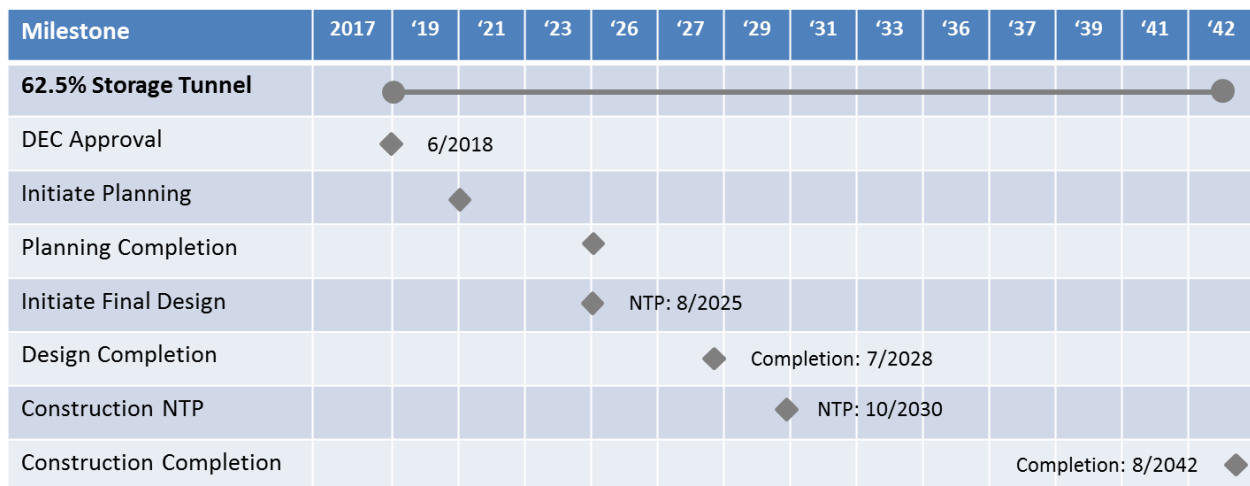 Milestone 2017 ‘19 ‘21 ‘23 ‘26 ‘27 ‘29 ‘31 ‘33 ‘36 ‘37 ‘39 ‘41 ‘42
62.5% Storage Tunnel
DEC Approval 6/2018
Initiate Planning
Planning Completion
Initiate Final Design NTP: 8/2025
Design Completion Completion: 7/2028
Construction NTP NTP: 10/2030
Construction Completion Completion: 8/2042